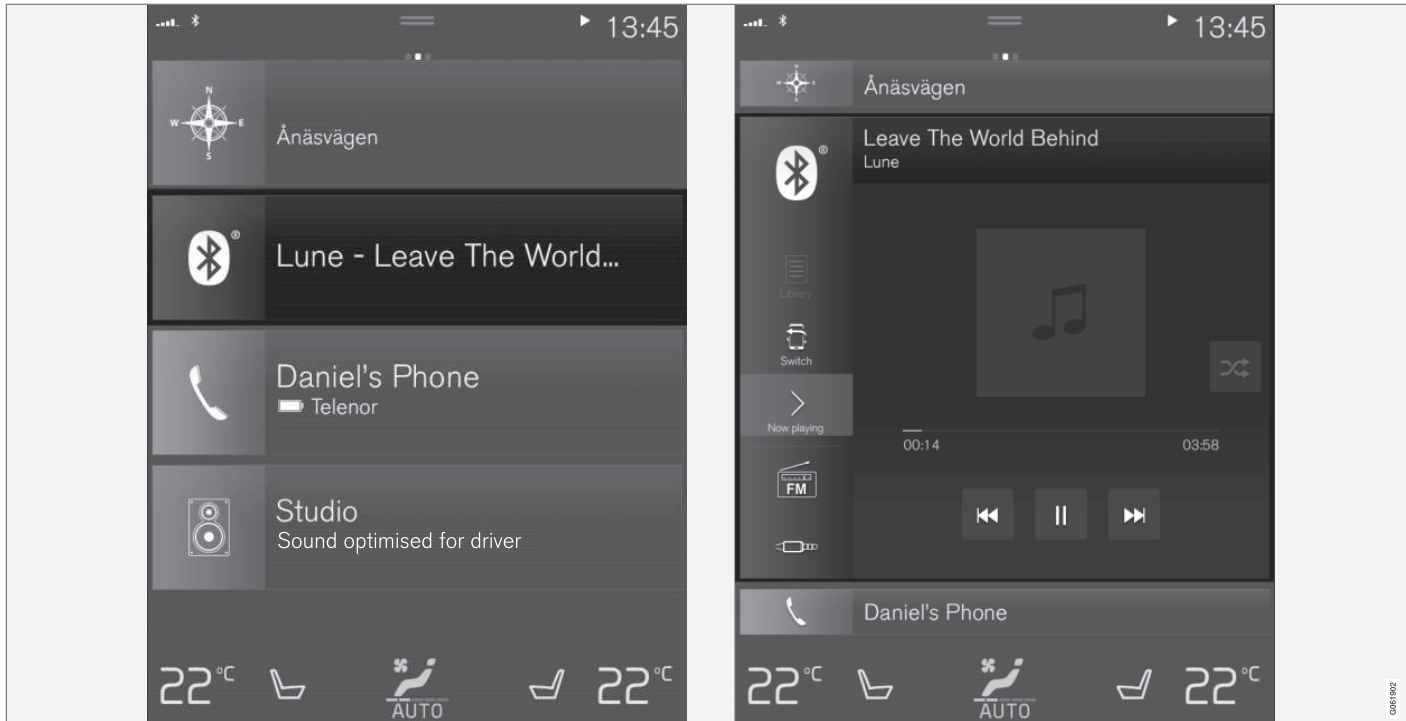 13:45
N
W E
S
Ånäsvägen
®
Lune - Leave The World...
Daniel's Phone
Telenor
Studio
Sound optimised for driver
22°C
AUTO
22°C
13:45
N
W E
S
Ånäsvägen
®
Leave The World Behind
Lune
Library
Switch
Now playing
00:14
03:58
FM
Daniel's Phone
22°C
AUTO
22°C
G061902